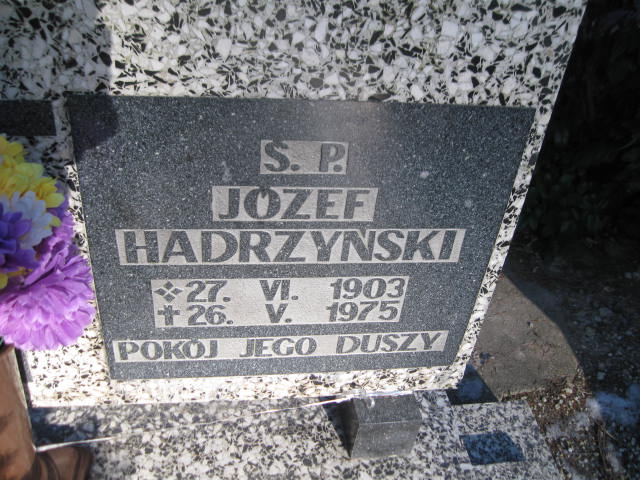 Ś. P.
JÓZEF
HADRZYŃSKI
27. VI. 1903
✝ 26. V. 1975
POKÓJ JEGO DUSZY